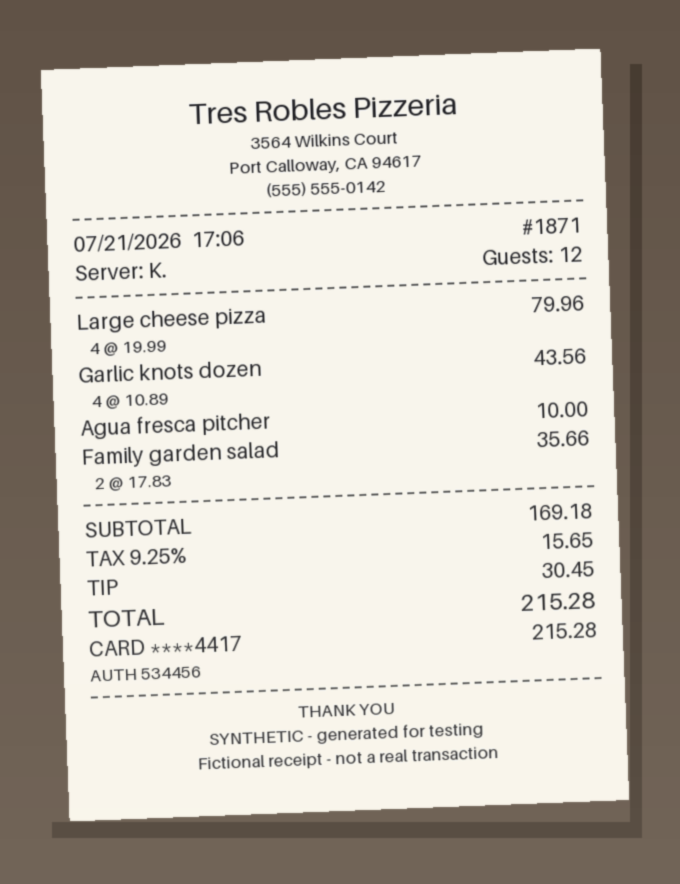 Tres Robles Pizzeria
3564 Wilkins Court
Port Calloway, CA 94617
(555) 555-0142
07/21/2026 17:06 #1871
Server: K. Guests: 12
Large cheese pizza 79.96
4 @ 19.99
Garlic knots dozen 43.56
4 @ 10.89
Agua fresca pitcher 10.00
Family garden salad 35.66
2 @ 17.83
SUBTOTAL 169.18
TAX 9.25% 15.65
TIP 30.45
TOTAL 215.28
CARD ****4417 215.28
AUTH 534456
THANK YOU
SYNTHETIC - generated for testing
Fictional receipt - not a real transaction